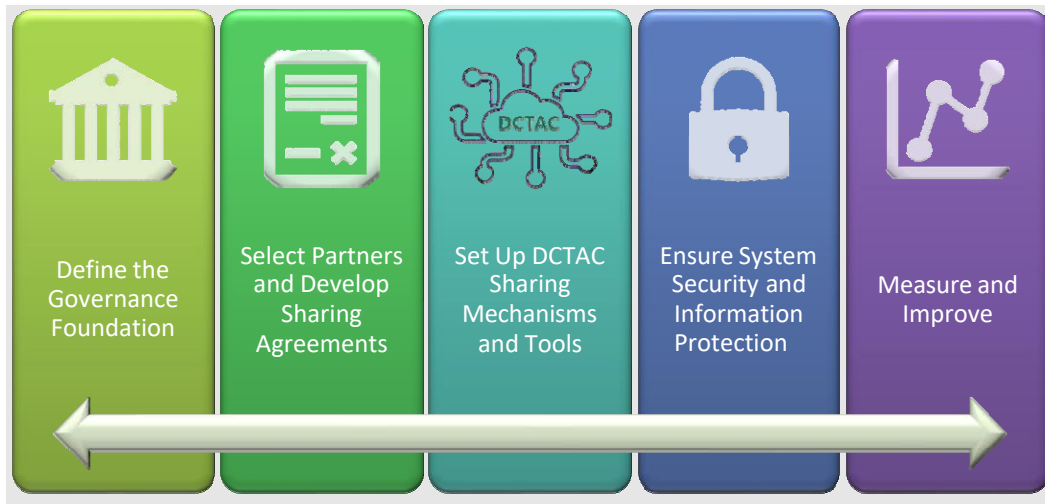 Define the
Governance
Foundation
Select Partners
and Develop
Sharing
Agreements
DCTAC
Set Up DCTAC
Sharing
Mechanisms
and Tools
Ensure System
Security and
Information
Protection
Measure and
Improve